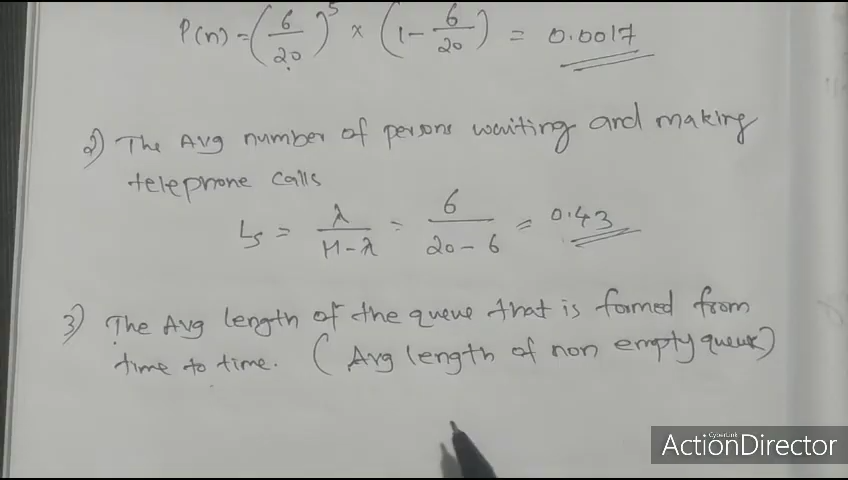 P(n) = (6/20)^5 × (1 - 6/20) = 0.0017
2) The Avg number of persons waiting and making
telephone calls
Ls = λ/(M-λ) = 6/(20-6) = 0.43
3) The Avg length of the queue that is formed from
time to time. (Avg length of non empty queue)
CyberLink
ActionDirector